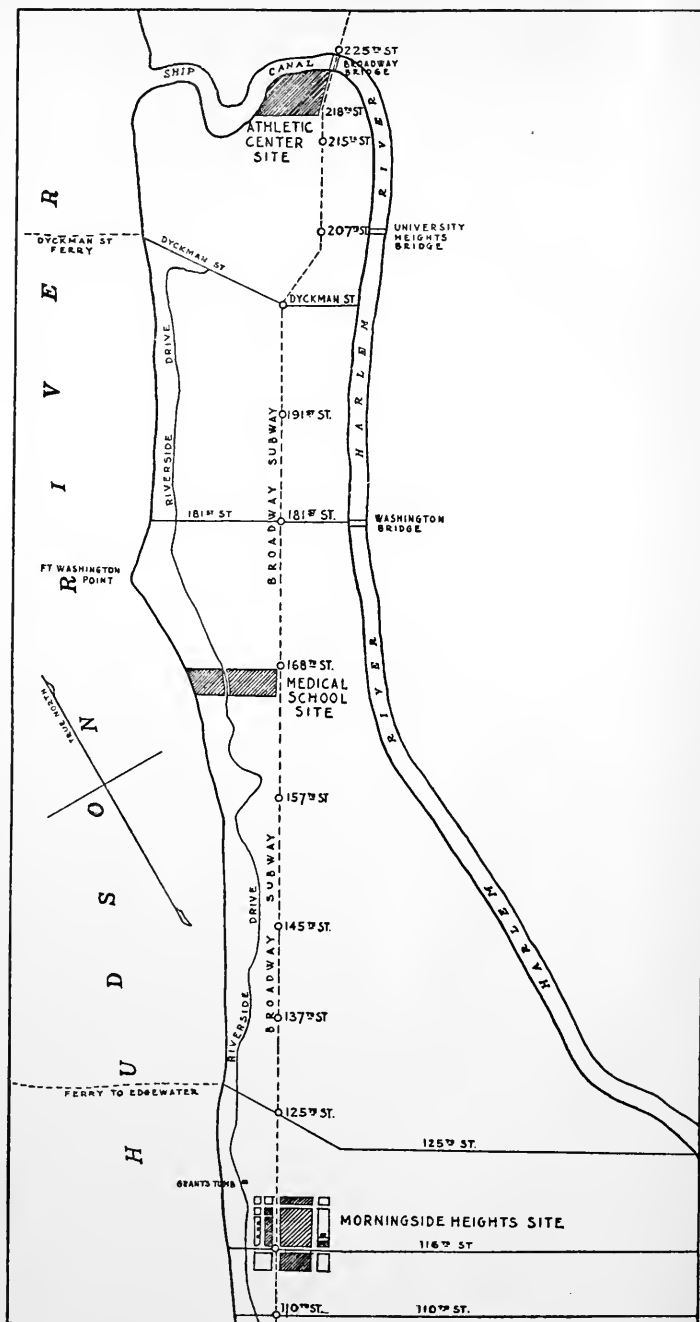 225TH ST
BROADWAY
BRIDGE
SHIP CANAL
218TH ST
ATHLETIC
CENTER
SITE
215TH ST
RIVER
207TH ST
UNIVERSITY
HEIGHTS
BRIDGE
DYCKMAN ST
FERRY
DYCKMAN ST
DYCKMAN ST
HARLEM
RIVERSIDE DRIVE
191ST ST.
BROADWAY SUBWAY
181ST ST
181ST ST.
WASHINGTON
BRIDGE
FT WASHINGTON
POINT
168TH ST.
MEDICAL
SCHOOL
SITE
RIVER
TRUE NORTH
HUDSON RIVER
157TH ST
HARLEM
RIVERSIDE DRIVE
BROADWAY SUBWAY
145TH ST.
137TH ST
FERRY TO EDGEWATER
125TH ST.
125TH ST.
GRANTS TOMB
MORNINGSIDE HEIGHTS SITE
116TH ST
110TH ST.
110TH ST.